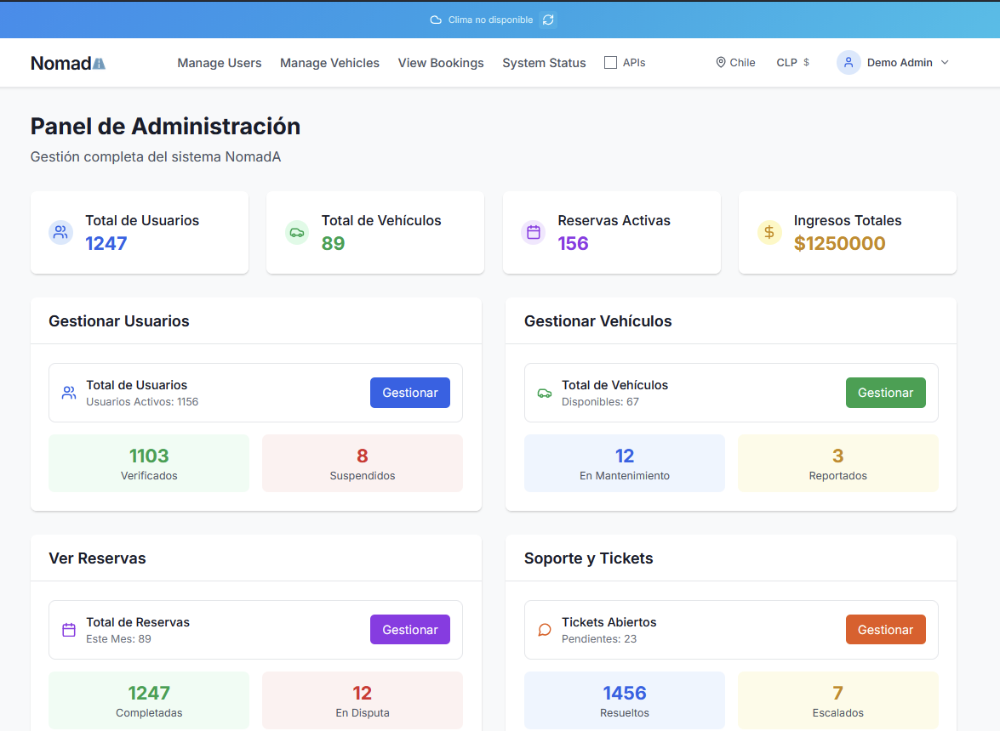 Clima no disponible
Nomad
Manage Users
Manage Vehicles
View Bookings
System Status
APIs
Chile
CLP $
Demo Admin
Panel de Administración
Gestión completa del sistema NomadA
Total de Usuarios
1247
Total de Vehículos
89
Reservas Activas
156
Ingresos Totales
$1250000
Gestionar Usuarios
Total de Usuarios
Usuarios Activos: 1156
Gestionar
1103
Verificados
8
Suspendidos
Gestionar Vehículos
Total de Vehículos
Disponibles: 67
Gestionar
12
En Mantenimiento
3
Reportados
Ver Reservas
Total de Reservas
Este Mes: 89
Gestionar
1247
Completadas
12
En Disputa
Soporte y Tickets
Tickets Abiertos
Pendientes: 23
Gestionar
1456
Resueltos
7
Escalados